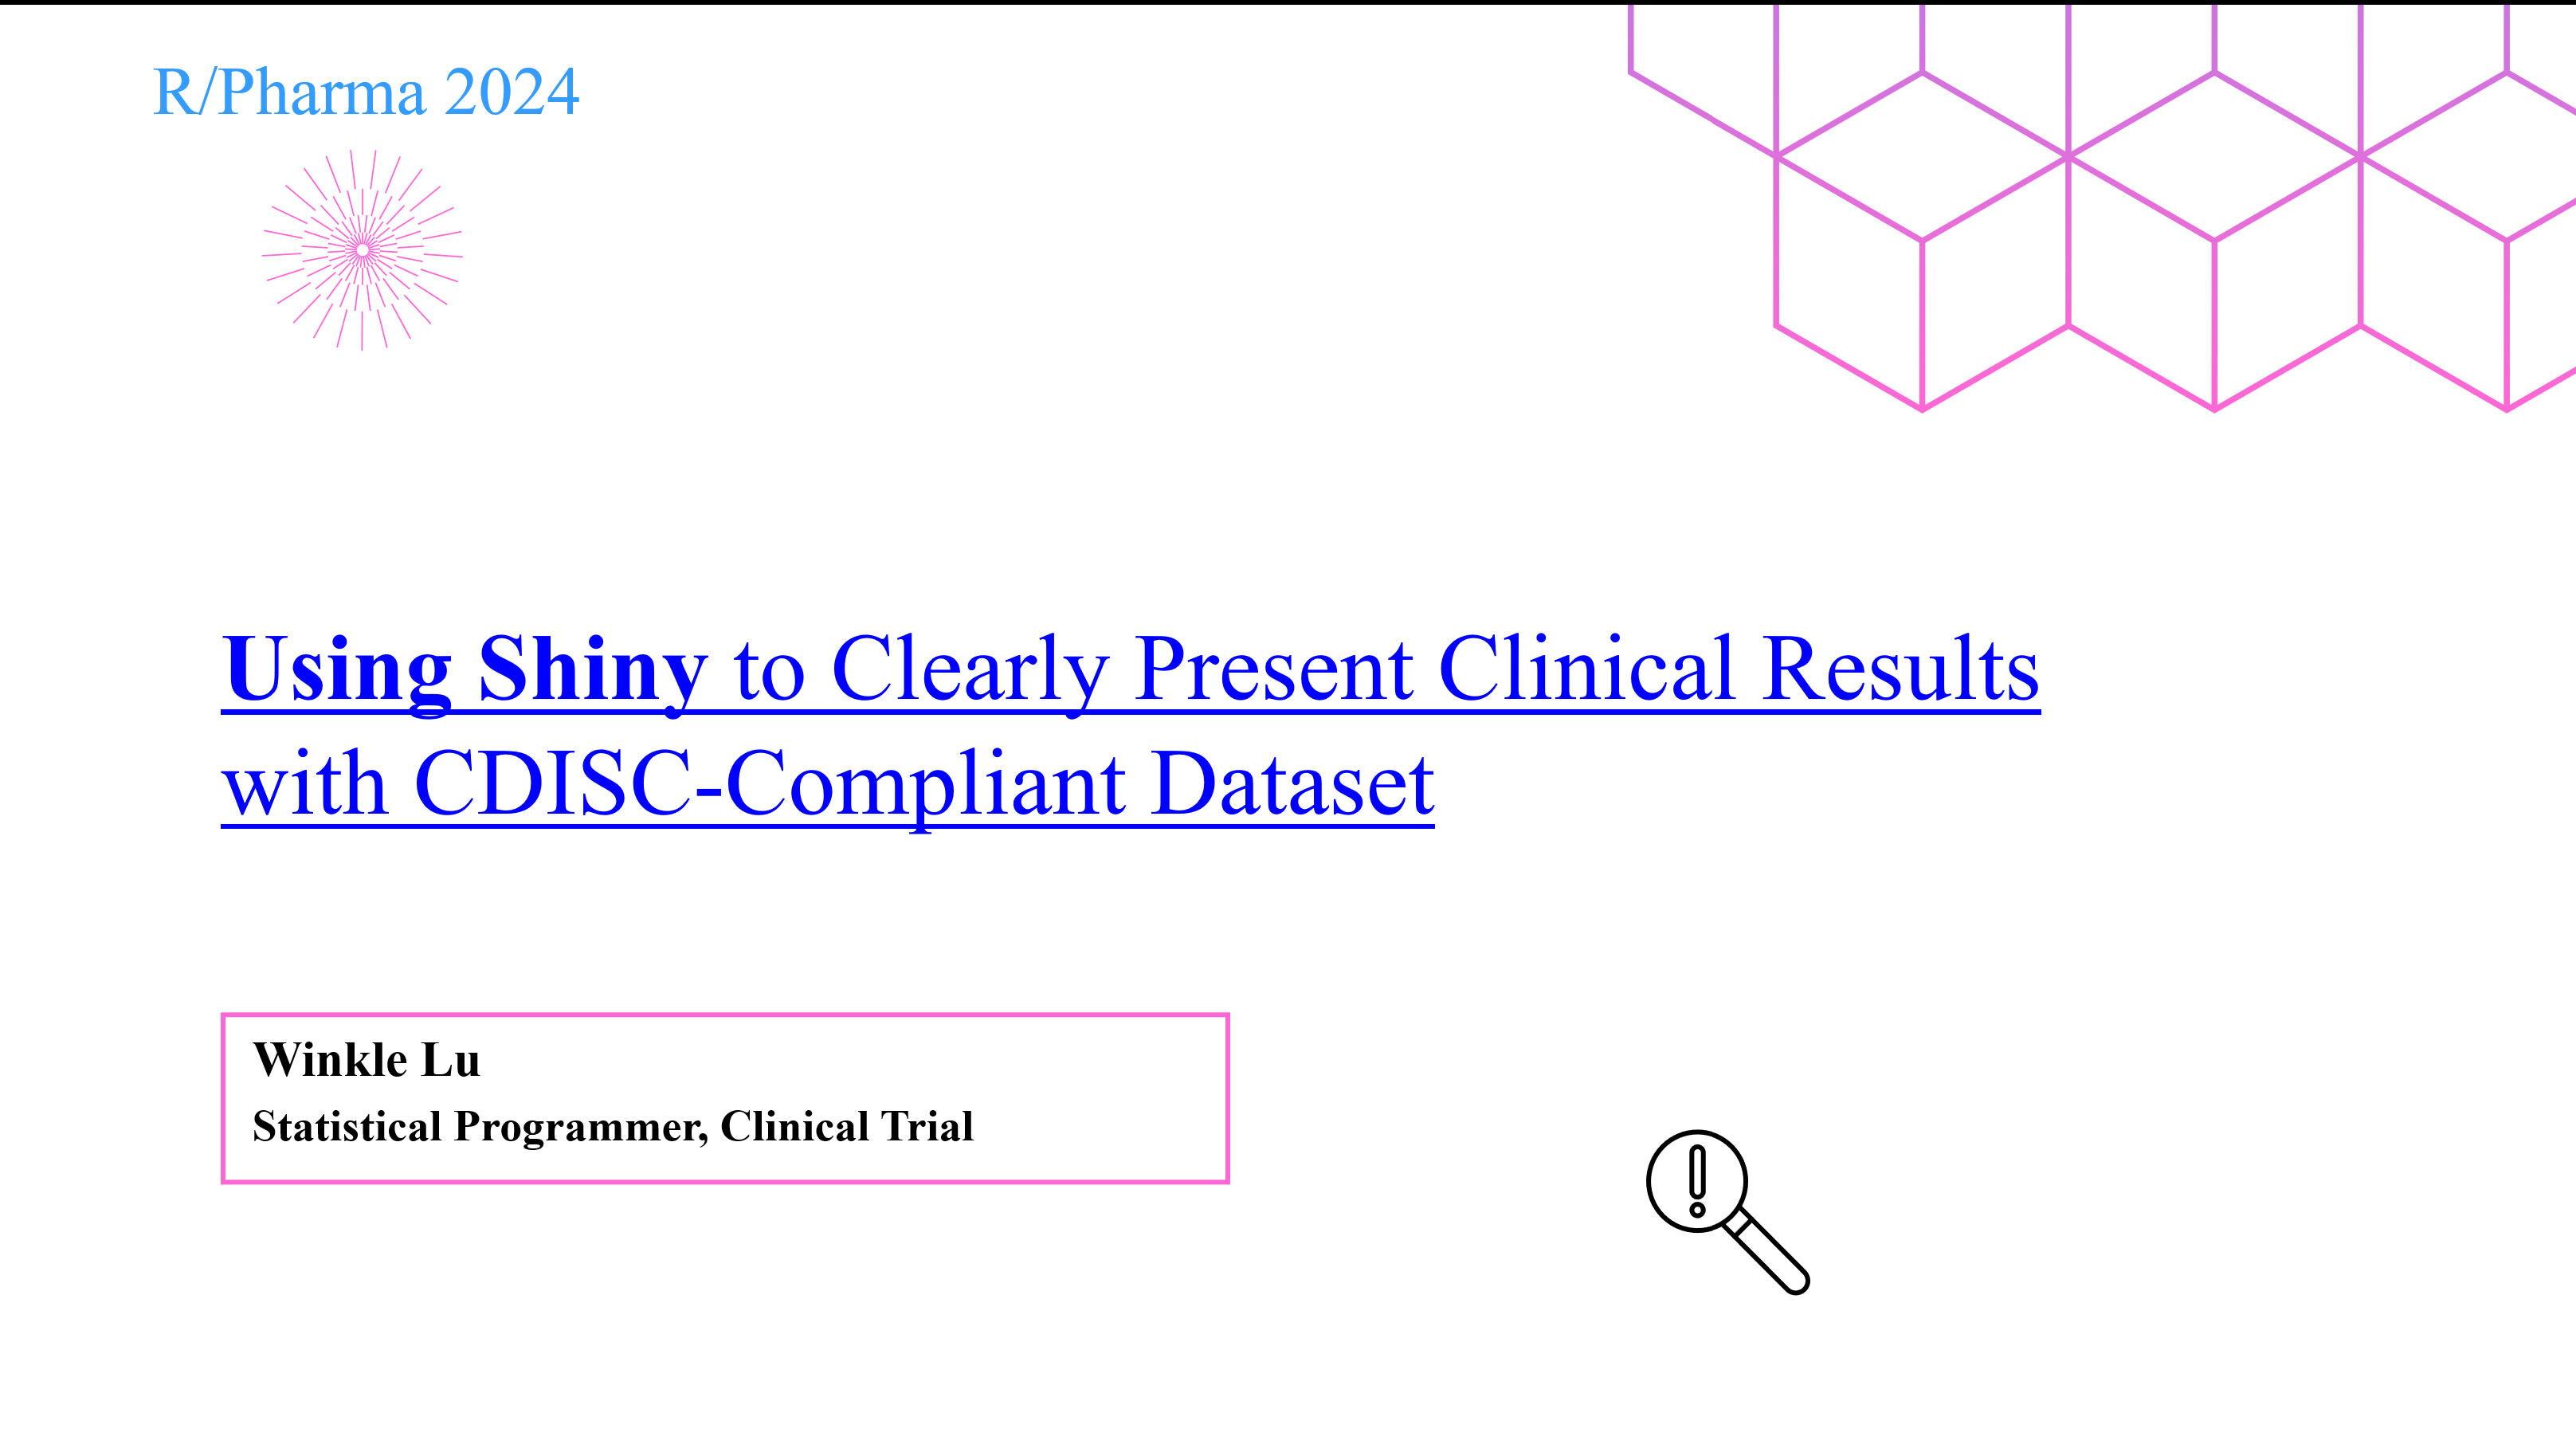 R/Pharma 2024
Using Shiny to Clearly Present Clinical Results
with CDISC-Compliant Dataset
Winkle Lu
Statistical Programmer, Clinical Trial